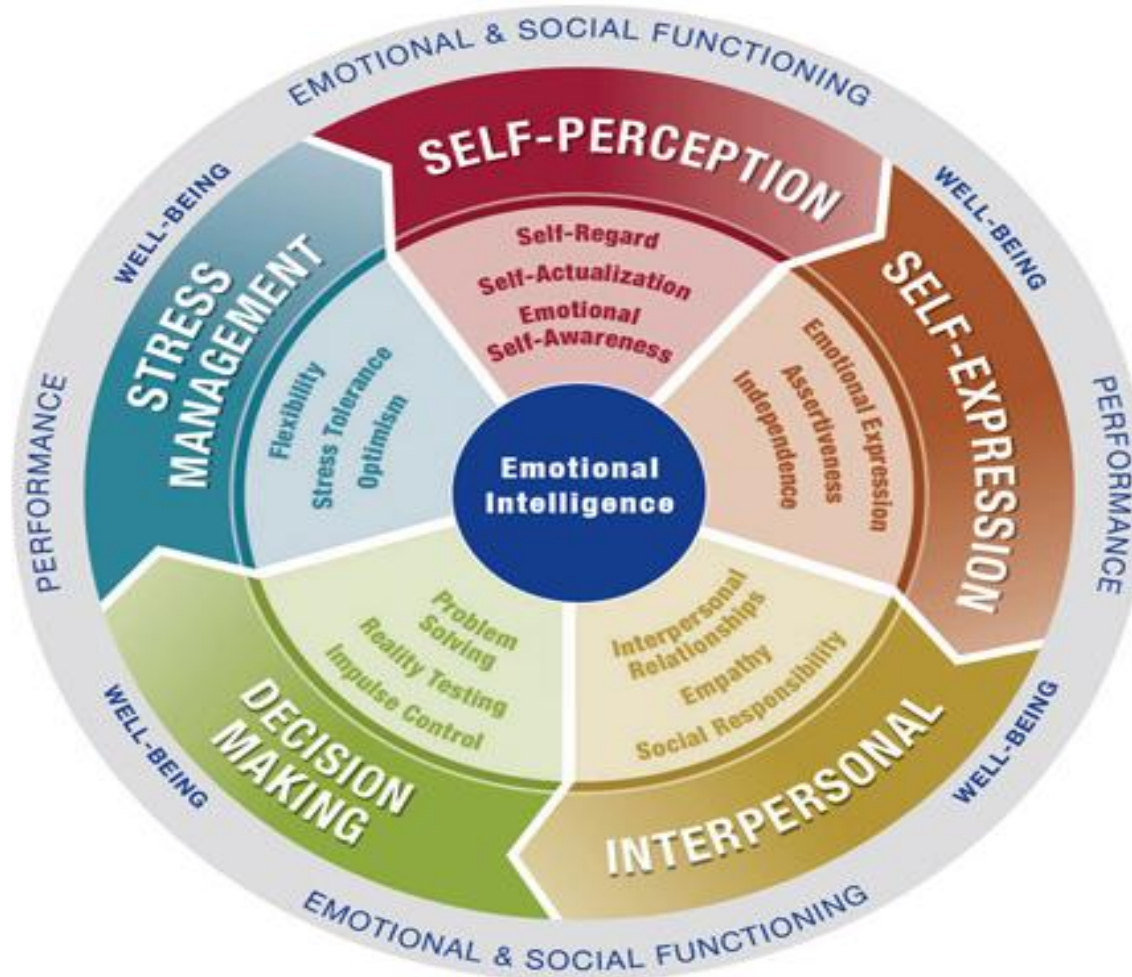 EMOTIONAL & SOCIAL FUNCTIONING
WELL-BEING
WELL-BEING
PERFORMANCE
PERFORMANCE
SELF-PERCEPTION
Self-Regard
Self-Actualization
Emotional
Self-Awareness
SELF-EXPRESSION
Emotional Expression
Assertiveness
Independence
INTERPERSONAL
Interpersonal
Relationships
Empathy
Social Responsibility
DECISION
MAKING
Problem
Solving
Reality Testing
Impulse Control
STRESS
MANAGEMENT
Flexibility
Stress Tolerance
Optimism
Emotional
Intelligence
WELL-BEING
WELL-BEING
EMOTIONAL & SOCIAL FUNCTIONING